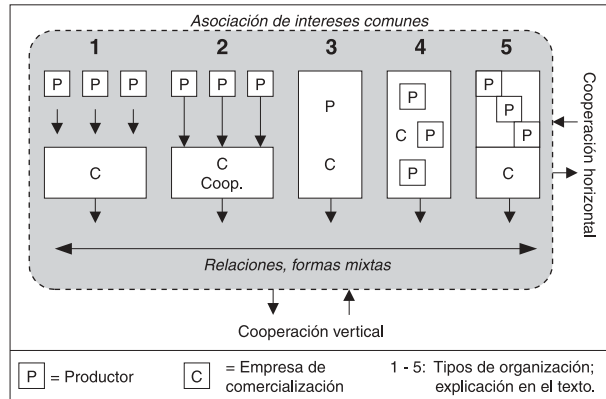 Asociación de intereses comunes
1 2 3 4 5
P P P P P P P P P
P P
C P P
C C P C P C
Coop.
Relaciones, formas mixtas
Cooperación horizontal
Cooperación vertical
P = Productor
C = Empresa de
comercialización
1 - 5: Tipos de organización;
explicación en el texto.